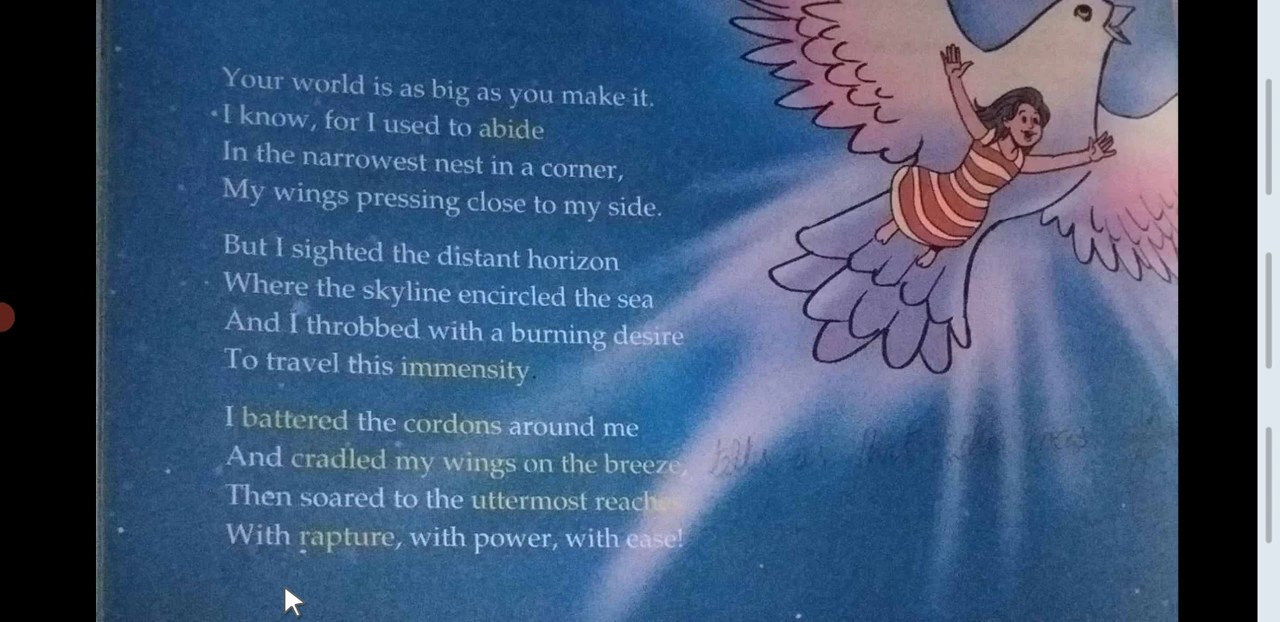 Your world is as big as you make it.
I know, for I used to abide
In the narrowest nest in a corner,
My wings pressing close to my side.
But I sighted the distant horizon
Where the skyline encircled the sea
And I throbbed with a burning desire
To travel this immensity.
I battered the cordons around me
And cradled my wings on the breeze,
Then soared to the uttermost reaches
With rapture, with power, with ease!